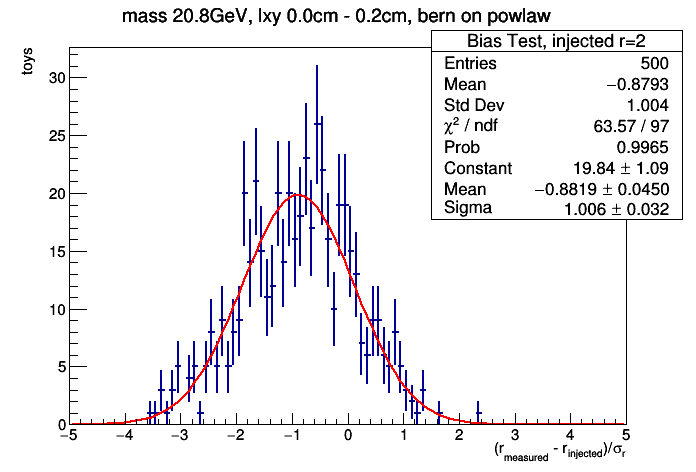 mass 20.8GeV, lxy 0.0cm - 0.2cm, bern on powlaw
Bias Test, injected r=2
Entries 500
Mean −0.8793
Std Dev 1.004
χ² / ndf 63.57 / 97
Prob 0.9965
Constant 19.84 ± 1.09
Mean −0.8819 ± 0.0450
Sigma 1.006 ± 0.032
toys
30
25
20
15
10
5
0
−5 −4 −3 −2 −1 0 1 2 3 4 5
(r_measured - r_injected)/σ_r